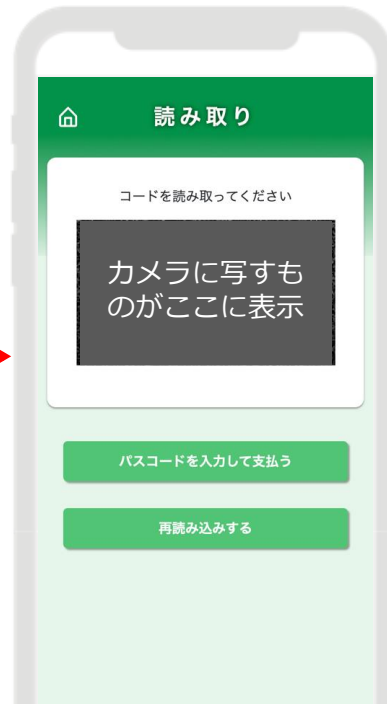 読み取り
コードを読み取ってください
カメラに写すも
のがここに表示
パスコードを入力して支払う
再読み込みする